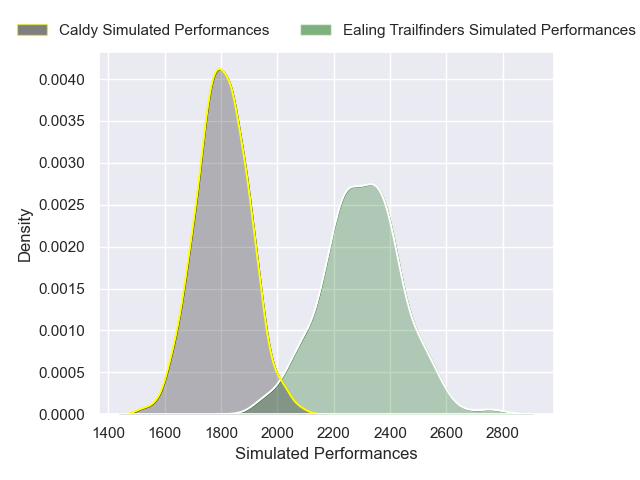 Caldy Simulated Performances
Ealing Trailfinders Simulated Performances
0.0040
0.0035
0.0030
0.0025
0.0020
0.0015
0.0010
0.0005
0.0000
Density
1400 1600 1800 2000 2200 2400 2600 2800
Simulated Performances